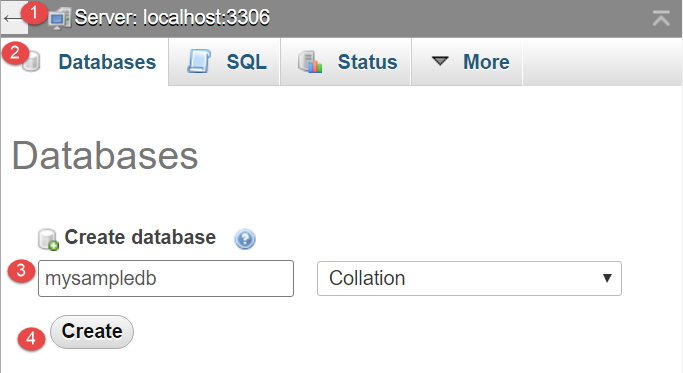 1 Server: localhost:3306
2 Databases SQL Status More
Databases
Create database ?
3 mysampledb Collation
4 Create